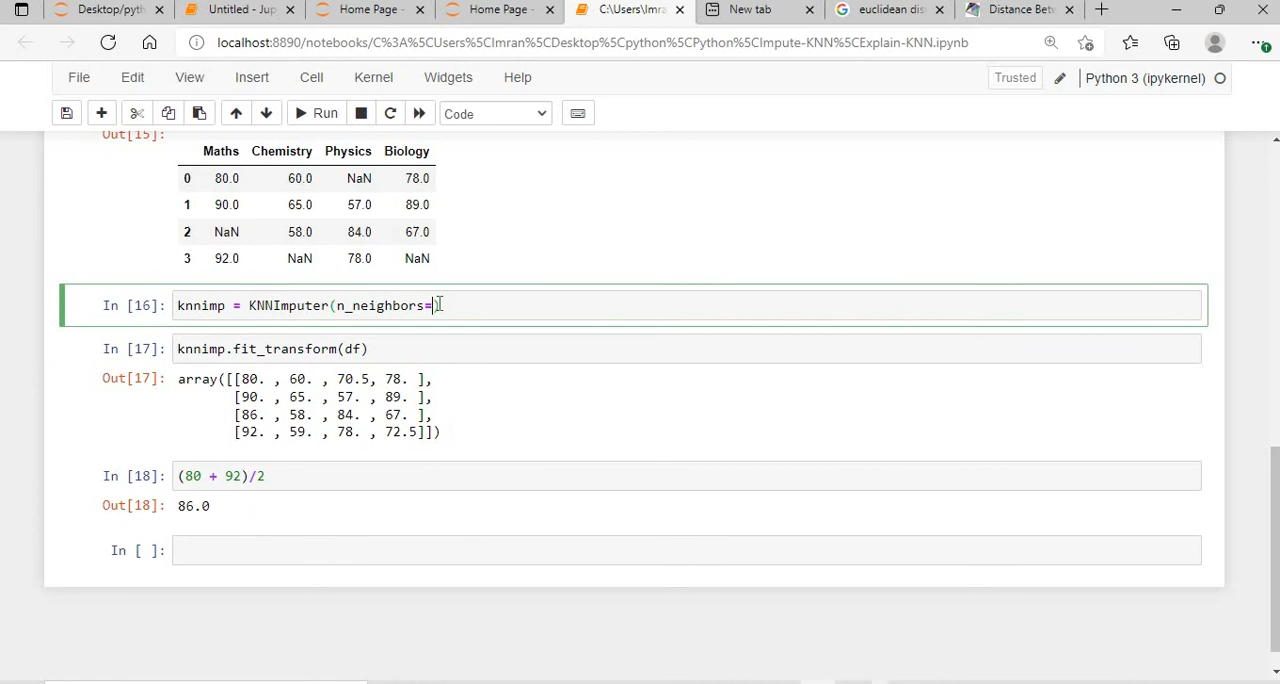 Desktop/pyth
Untitled - Jup
Home Page -
Home Page -
C:\Users\Imra
New tab
euclidean dis
Distance Betw
localhost:8890/notebooks/C%3A%5CUsers%5CImran%5CDesktop%5Cpython%5CPython%5CImpute-KNN%5CExplain-KNN.ipynb
File Edit View Insert Cell Kernel Widgets Help Trusted Python 3 (ipykernel)
Run Code
Out[15]:
Maths Chemistry Physics Biology
0 80.0 60.0 NaN 78.0
1 90.0 65.0 57.0 89.0
2 NaN 58.0 84.0 67.0
3 92.0 NaN 78.0 NaN
In [16]: knnimp = KNNImputer(n_neighbors=)
In [17]: knnimp.fit_transform(df)
Out[17]: array([[80. , 60. , 70.5, 78. ],
[90. , 65. , 57. , 89. ],
[86. , 58. , 84. , 67. ],
[92. , 59. , 78. , 72.5]])
In [18]: (80 + 92)/2
Out[18]: 86.0
In [ ]: